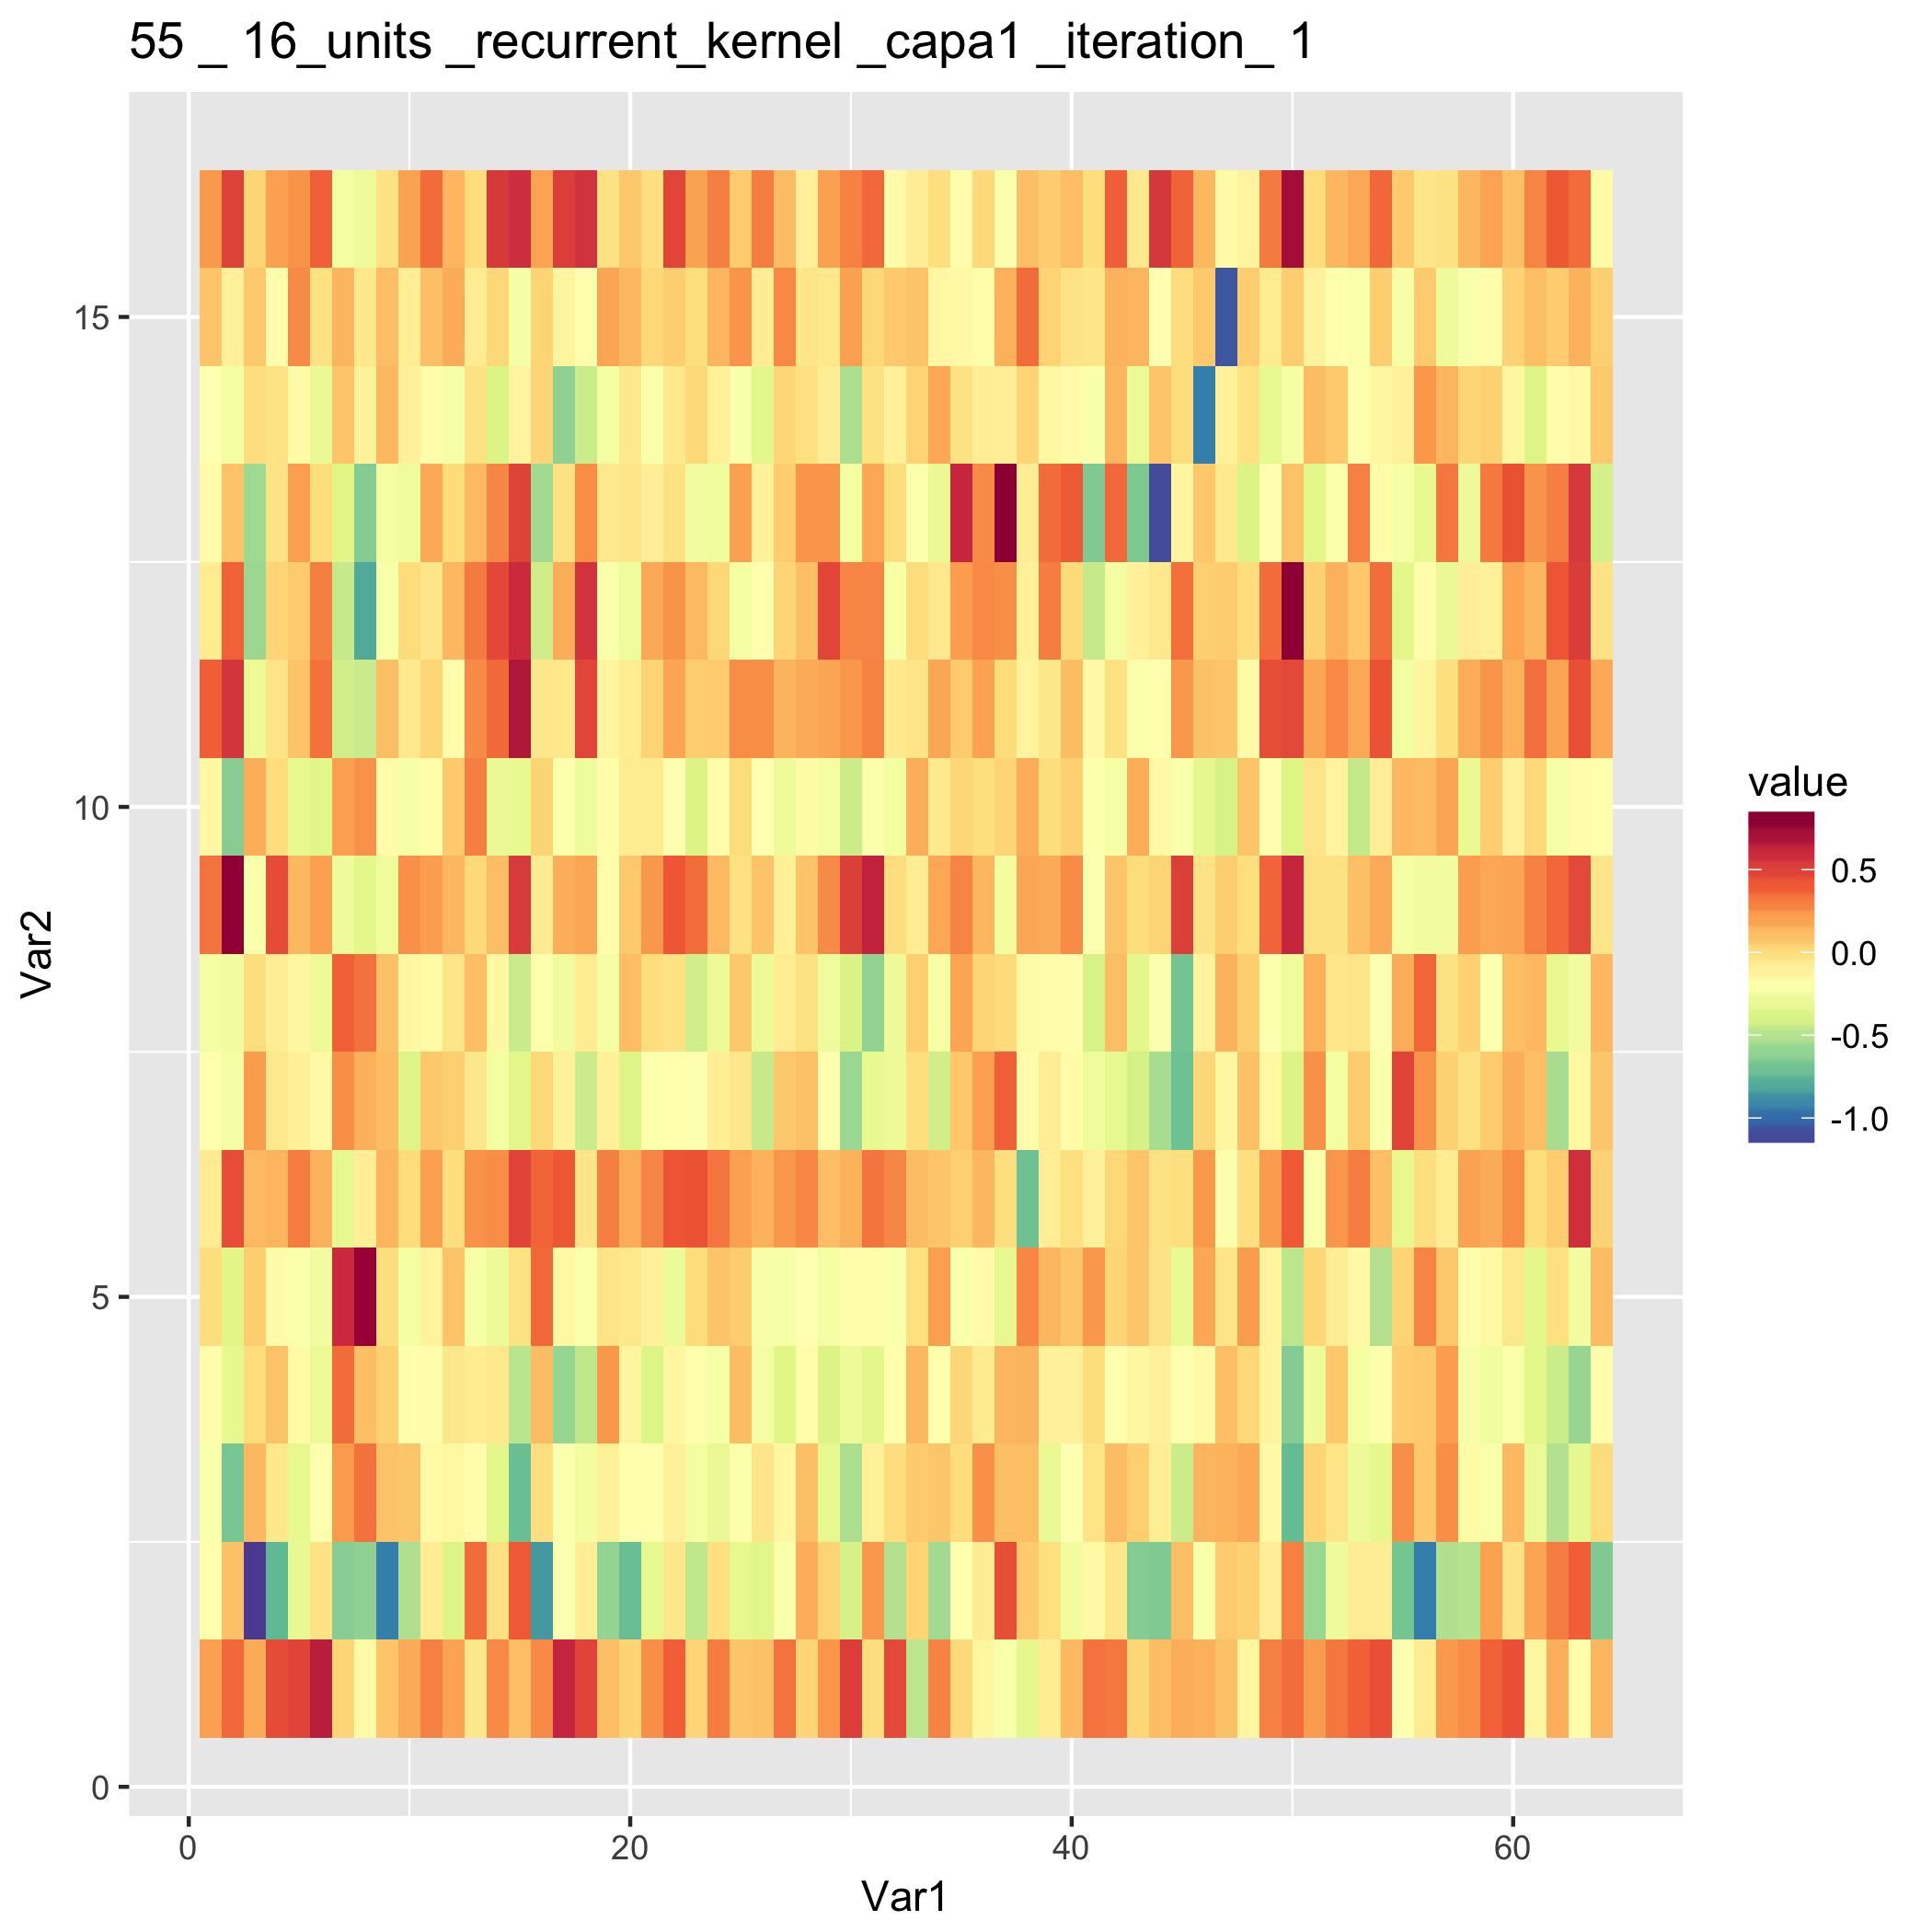 55 _ 16_units _recurrent_kernel _capa1 _iteration_ 1
15
10
5
0
0 20 40 60
Var1
Var2
value
0.5
0.0
-0.5
-1.0